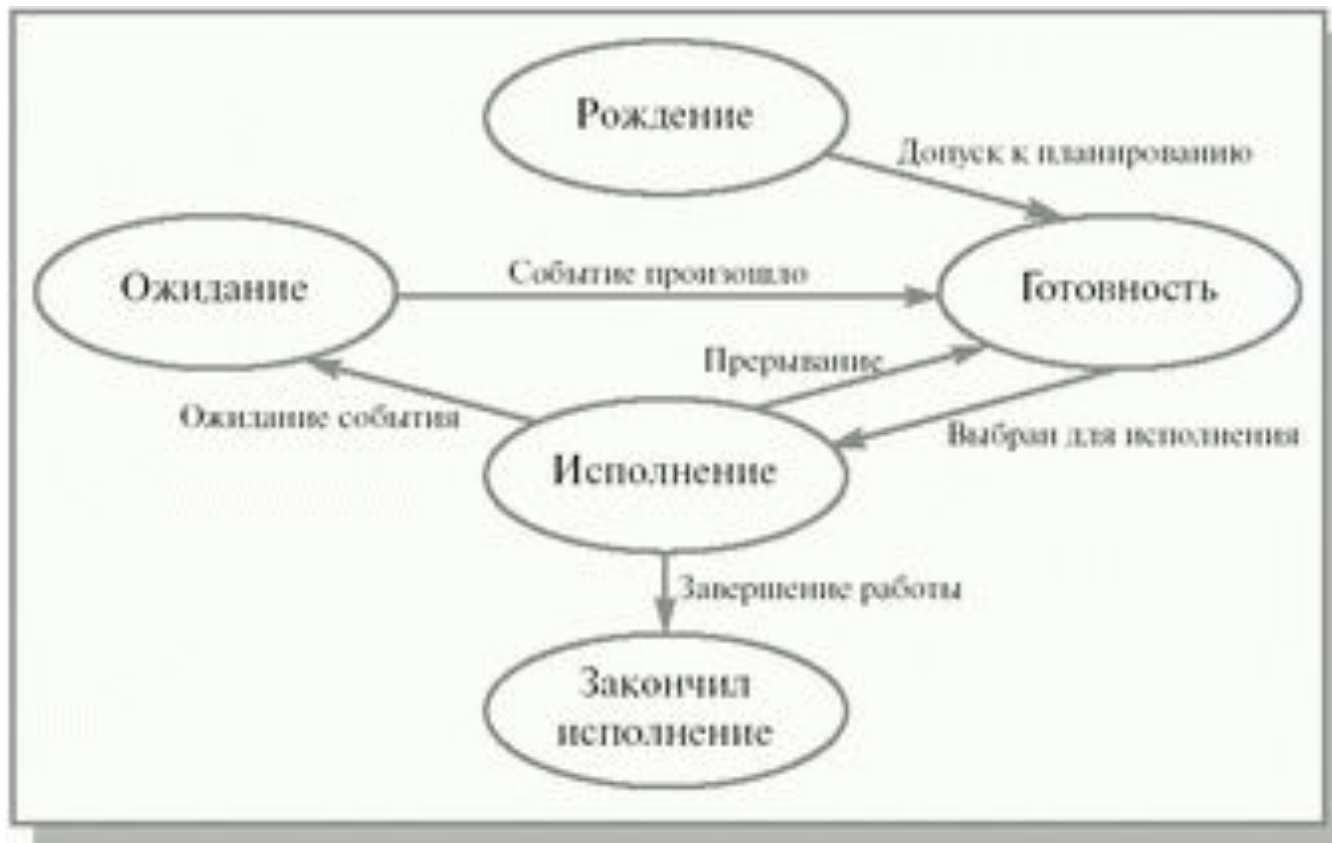 Рождение
Допуск к планированию
Ожидание
Событие произошло
Готовность
Прерывание
Ожидание события
Выбран для исполнения
Исполнение
Завершение работы
Закончил
исполнение